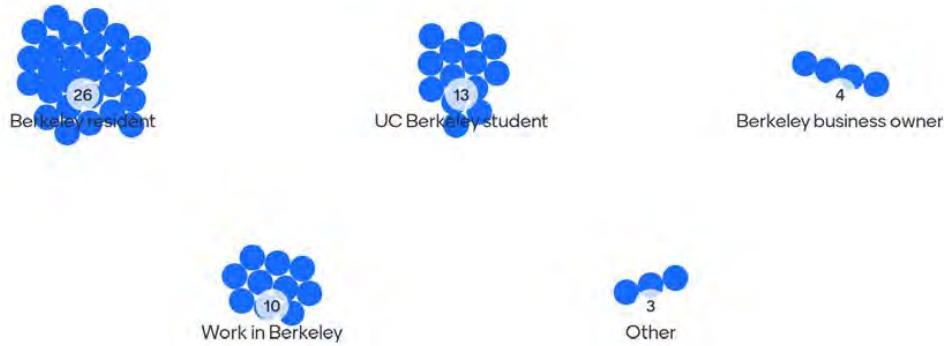 26
Berkeley resident
13
UC Berkeley student
4
Berkeley business owner
10
Work in Berkeley
3
Other